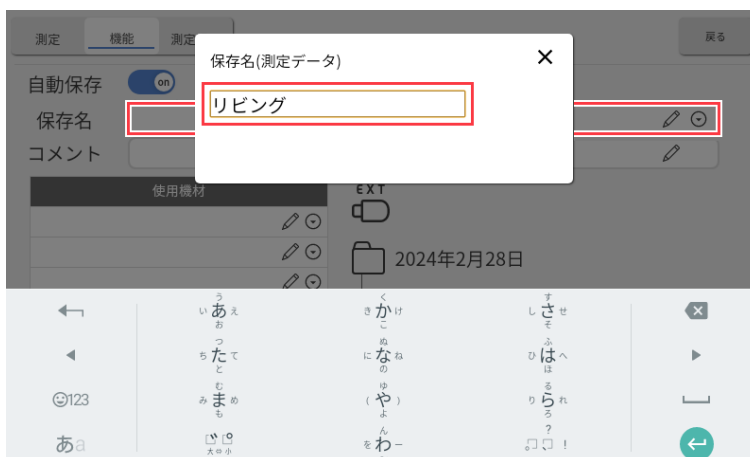 測定 機能 測定 戻る
保存名(測定データ)
自動保存 on
リビング
保存名
コメント
使用機材
EXT
2024年2月28日
う
いあえ
お
く
きかけ
こ
す
しさせ
そ
つ
ちたて
と
ぬ
になね
の
ふ
ひはへ
ほ
123
む
みまめ
も
ゆ
(や)
よ
る
りられ
ろ
あa
大⇔小
ん
をわー
?
!